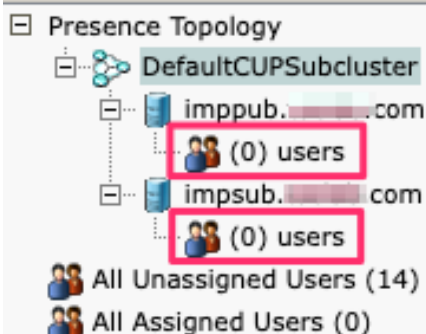 Presence Topology
DefaultCUPSubcluster
imppub. .com
(0) users
impsub. com
(0) users
All Unassigned Users (14)
All Assigned Users (0)